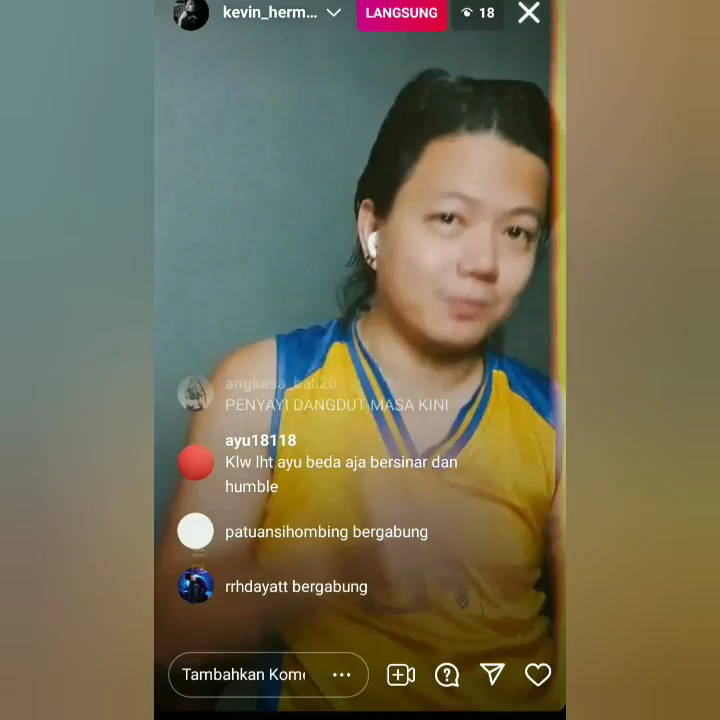 kevin_herm...
LANGSUNG
18
angkasa_bali20
PENYAYI DANGDUT MASA KINI
ayu18118
Klw lht ayu beda aja bersinar dan
humble
patuansihombing bergabung
rrhdayatt bergabung
Tambahkan Kom